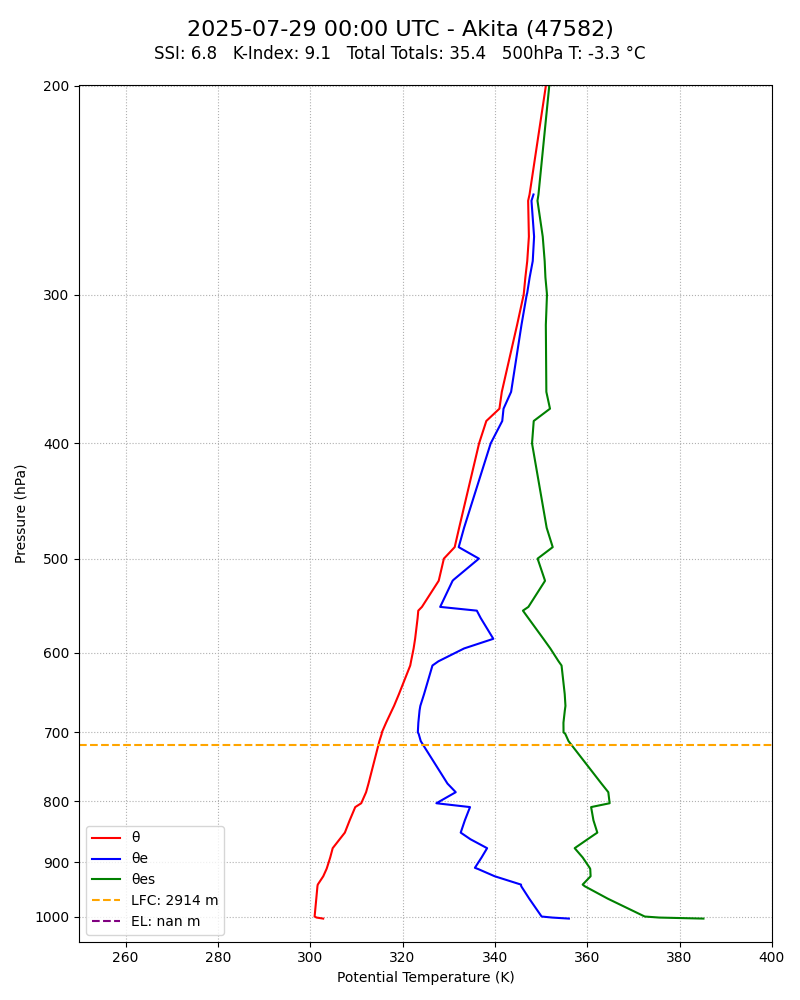 2025-07-29 00:00 UTC - Akita (47582)
SSI: 6.8   K-Index: 9.1   Total Totals: 35.4   500hPa T: -3.3 °C
200
300
400
500
600
700
800
900
1000
Pressure (hPa)
θ
θe
θes
LFC: 2914 m
EL: nan m
260
280
300
320
340
360
380
400
Potential Temperature (K)